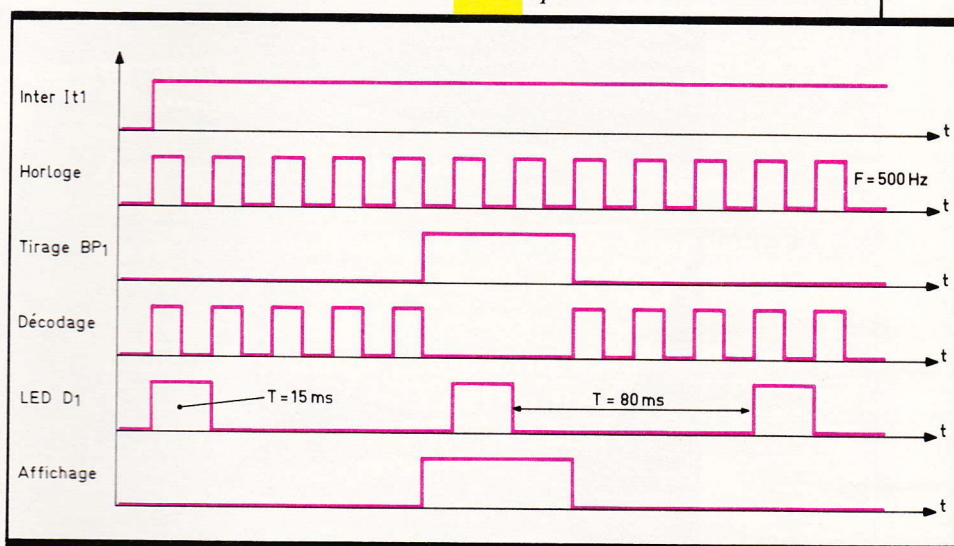 Inter It1
t
Horloge
F = 500 Hz
t
Tirage BP1
t
Décodage
t
LED D1
T = 15 ms
T = 80 ms
t
Affichage
t